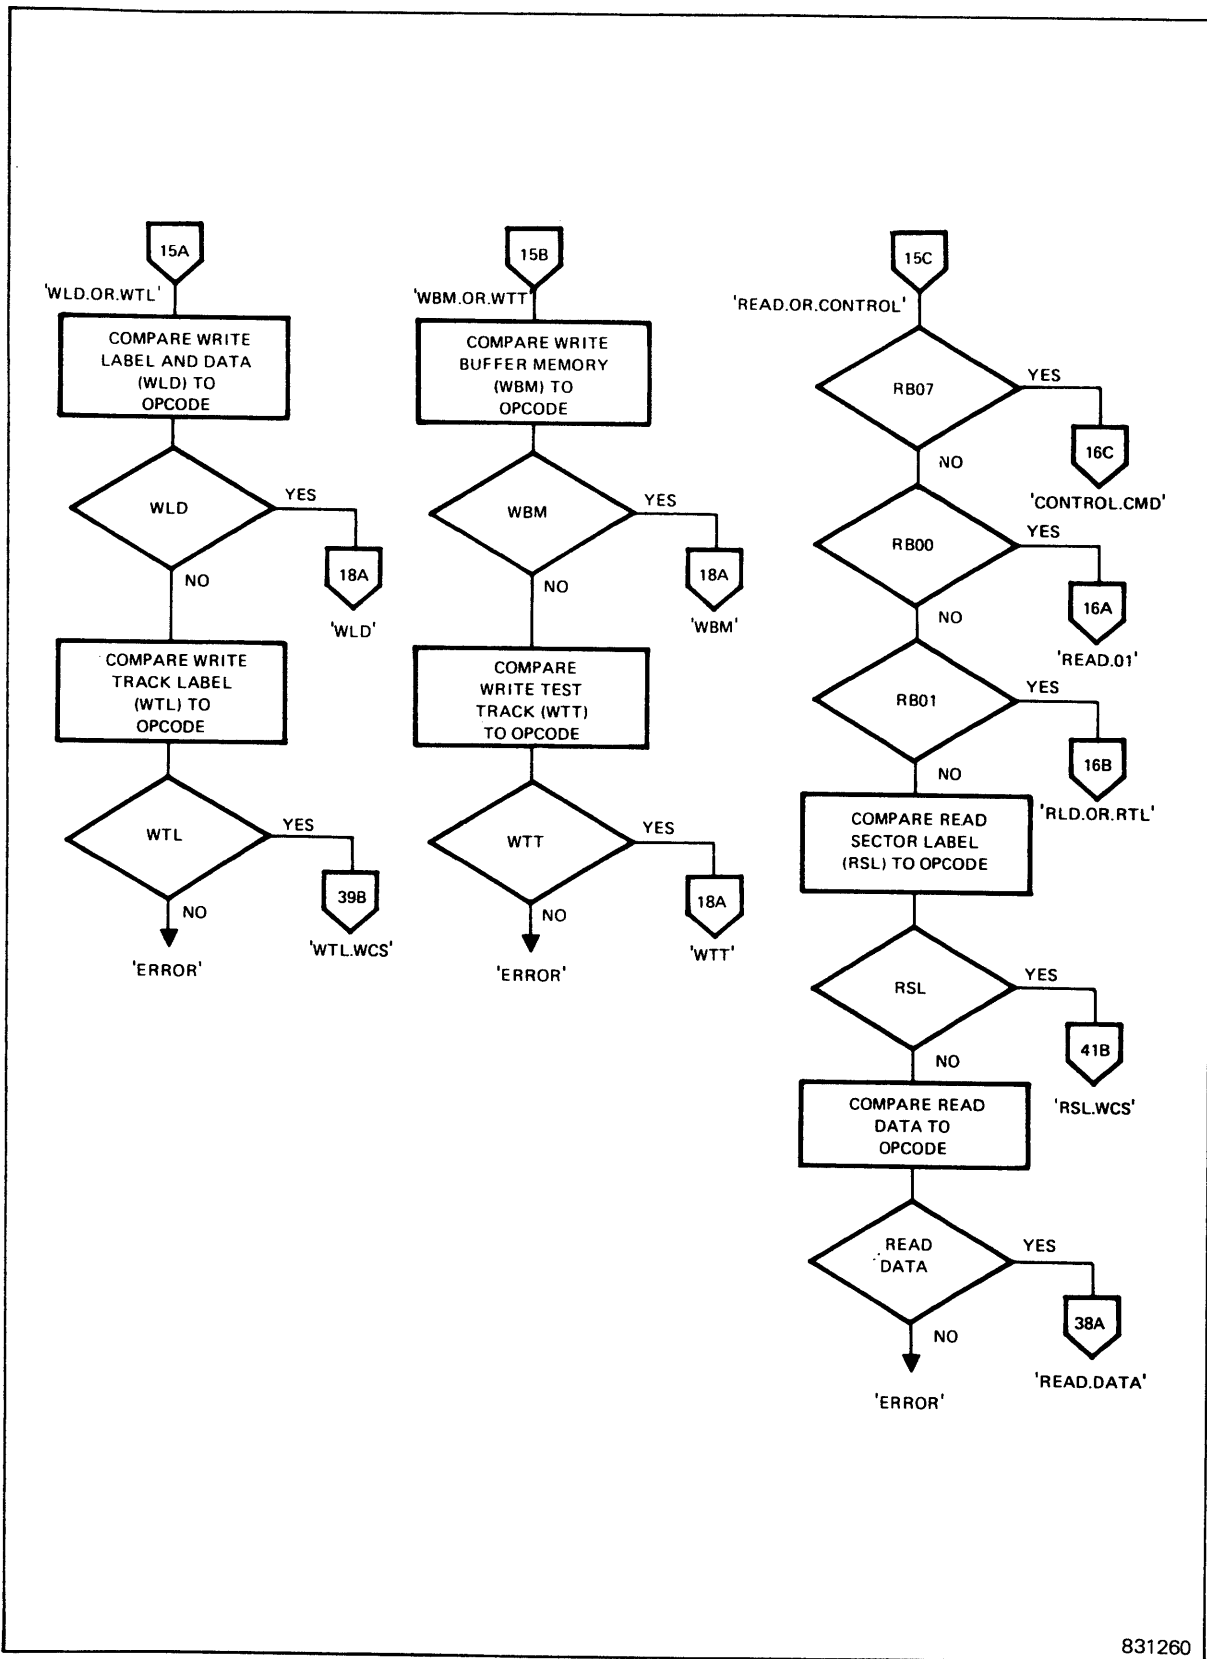 15A
'WLD.OR.WTL'
COMPARE WRITE
LABEL AND DATA
(WLD) TO
OPCODE
WLD
YES
18A
'WLD'
NO
COMPARE WRITE
TRACK LABEL
(WTL) TO
OPCODE
WTL
YES
39B
'WTL.WCS'
NO
'ERROR'
15B
'WBM.OR.WTT'
COMPARE WRITE
BUFFER MEMORY
(WBM) TO
OPCODE
WBM
YES
18A
'WBM'
NO
COMPARE
WRITE TEST
TRACK (WTT)
TO OPCODE
WTT
YES
18A
'WTT'
NO
'ERROR'
15C
'READ.OR.CONTROL'
RB07
YES
16C
'CONTROL.CMD'
NO
RB00
YES
16A
'READ.01'
NO
RB01
YES
16B
'RLD.OR.RTL'
NO
COMPARE READ
SECTOR LABEL
(RSL) TO OPCODE
RSL
YES
41B
'RSL.WCS'
NO
COMPARE READ
DATA TO
OPCODE
READ
DATA
YES
38A
'READ.DATA'
NO
'ERROR'
831260